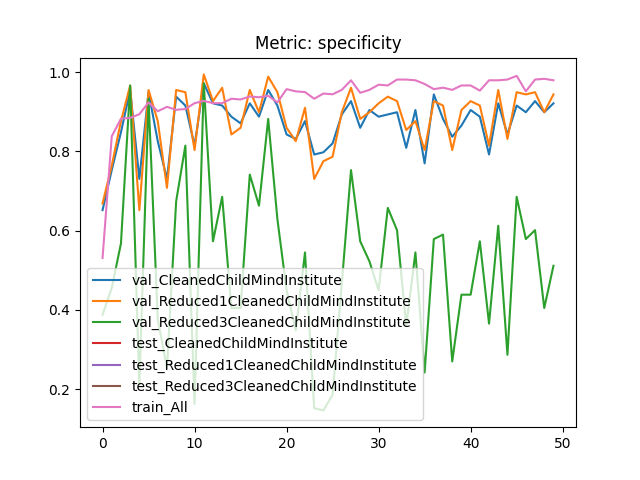 Metric: specificity
1.0
0.8
0.6
0.4
0.2
val_CleanedChildMindInstitute
val_Reduced1CleanedChildMindInstitute
val_Reduced3CleanedChildMindInstitute
test_CleanedChildMindInstitute
test_Reduced1CleanedChildMindInstitute
test_Reduced3CleanedChildMindInstitute
train_All
0 10 20 30 40 50